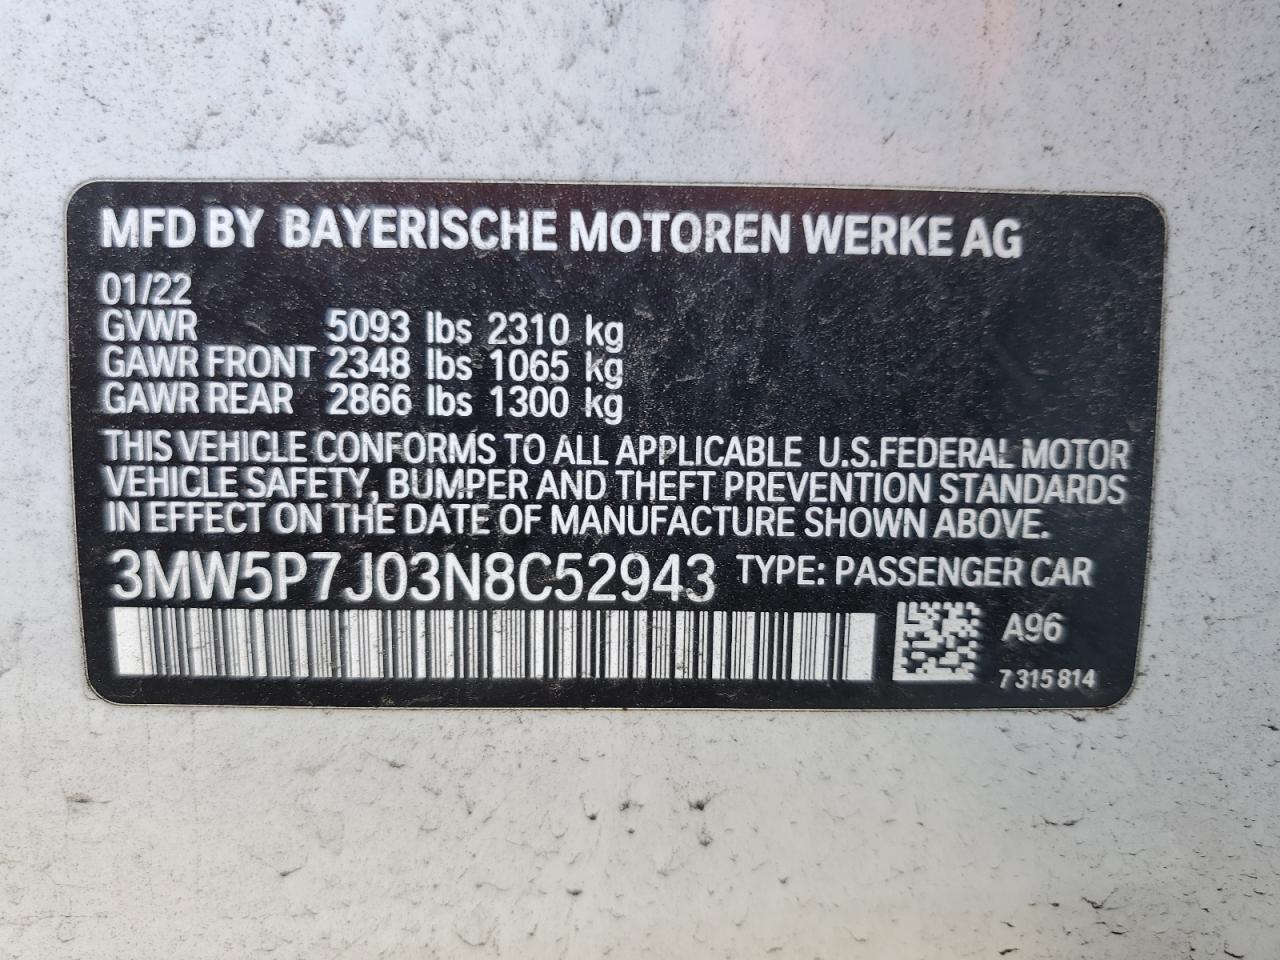 MFD BY BAYERISCHE MOTOREN WERKE AG
01/22
GVWR 5093 lbs 2310 kg
GAWR FRONT 2348 lbs 1065 kg
GAWR REAR 2866 lbs 1300 kg
THIS VEHICLE CONFORMS TO ALL APPLICABLE U.S.FEDERAL MOTOR
VEHICLE SAFETY, BUMPER AND THEFT PREVENTION STANDARDS
IN EFFECT ON THE DATE OF MANUFACTURE SHOWN ABOVE.
3MW5P7J03N8C52943 TYPE: PASSENGER CAR
A96
7 315 814